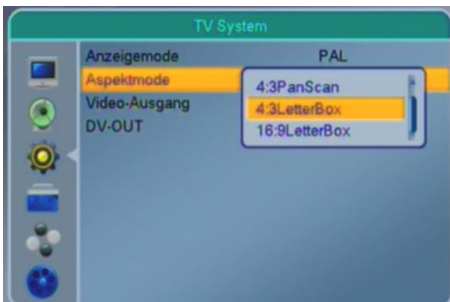 TV System
Anzeigemode PAL
Aspektmode
4:3PanScan
4:3LetterBox
16:9LetterBox
Video-Ausgang
DV-OUT